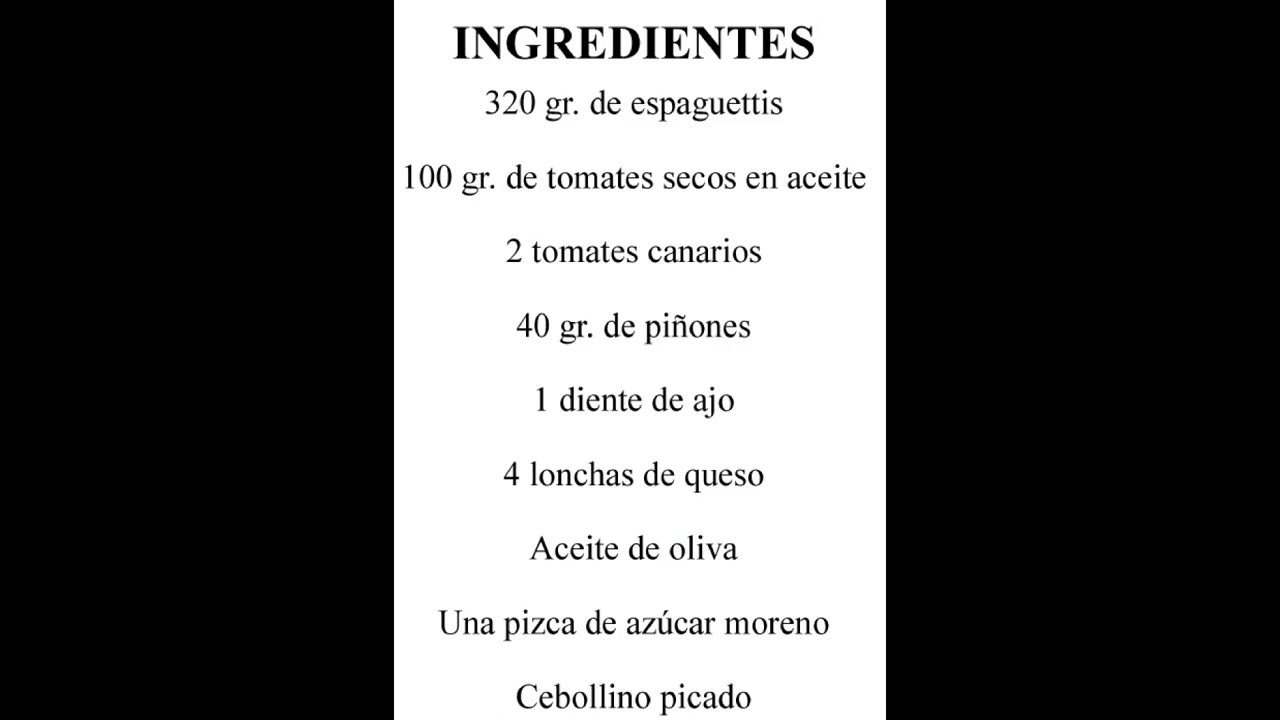 INGREDIENTES
320 gr. de espaguettis
100 gr. de tomates secos en aceite
2 tomates canarios
40 gr. de piñones
1 diente de ajo
4 lonchas de queso
Aceite de oliva
Una pizca de azúcar moreno
Cebollino picado